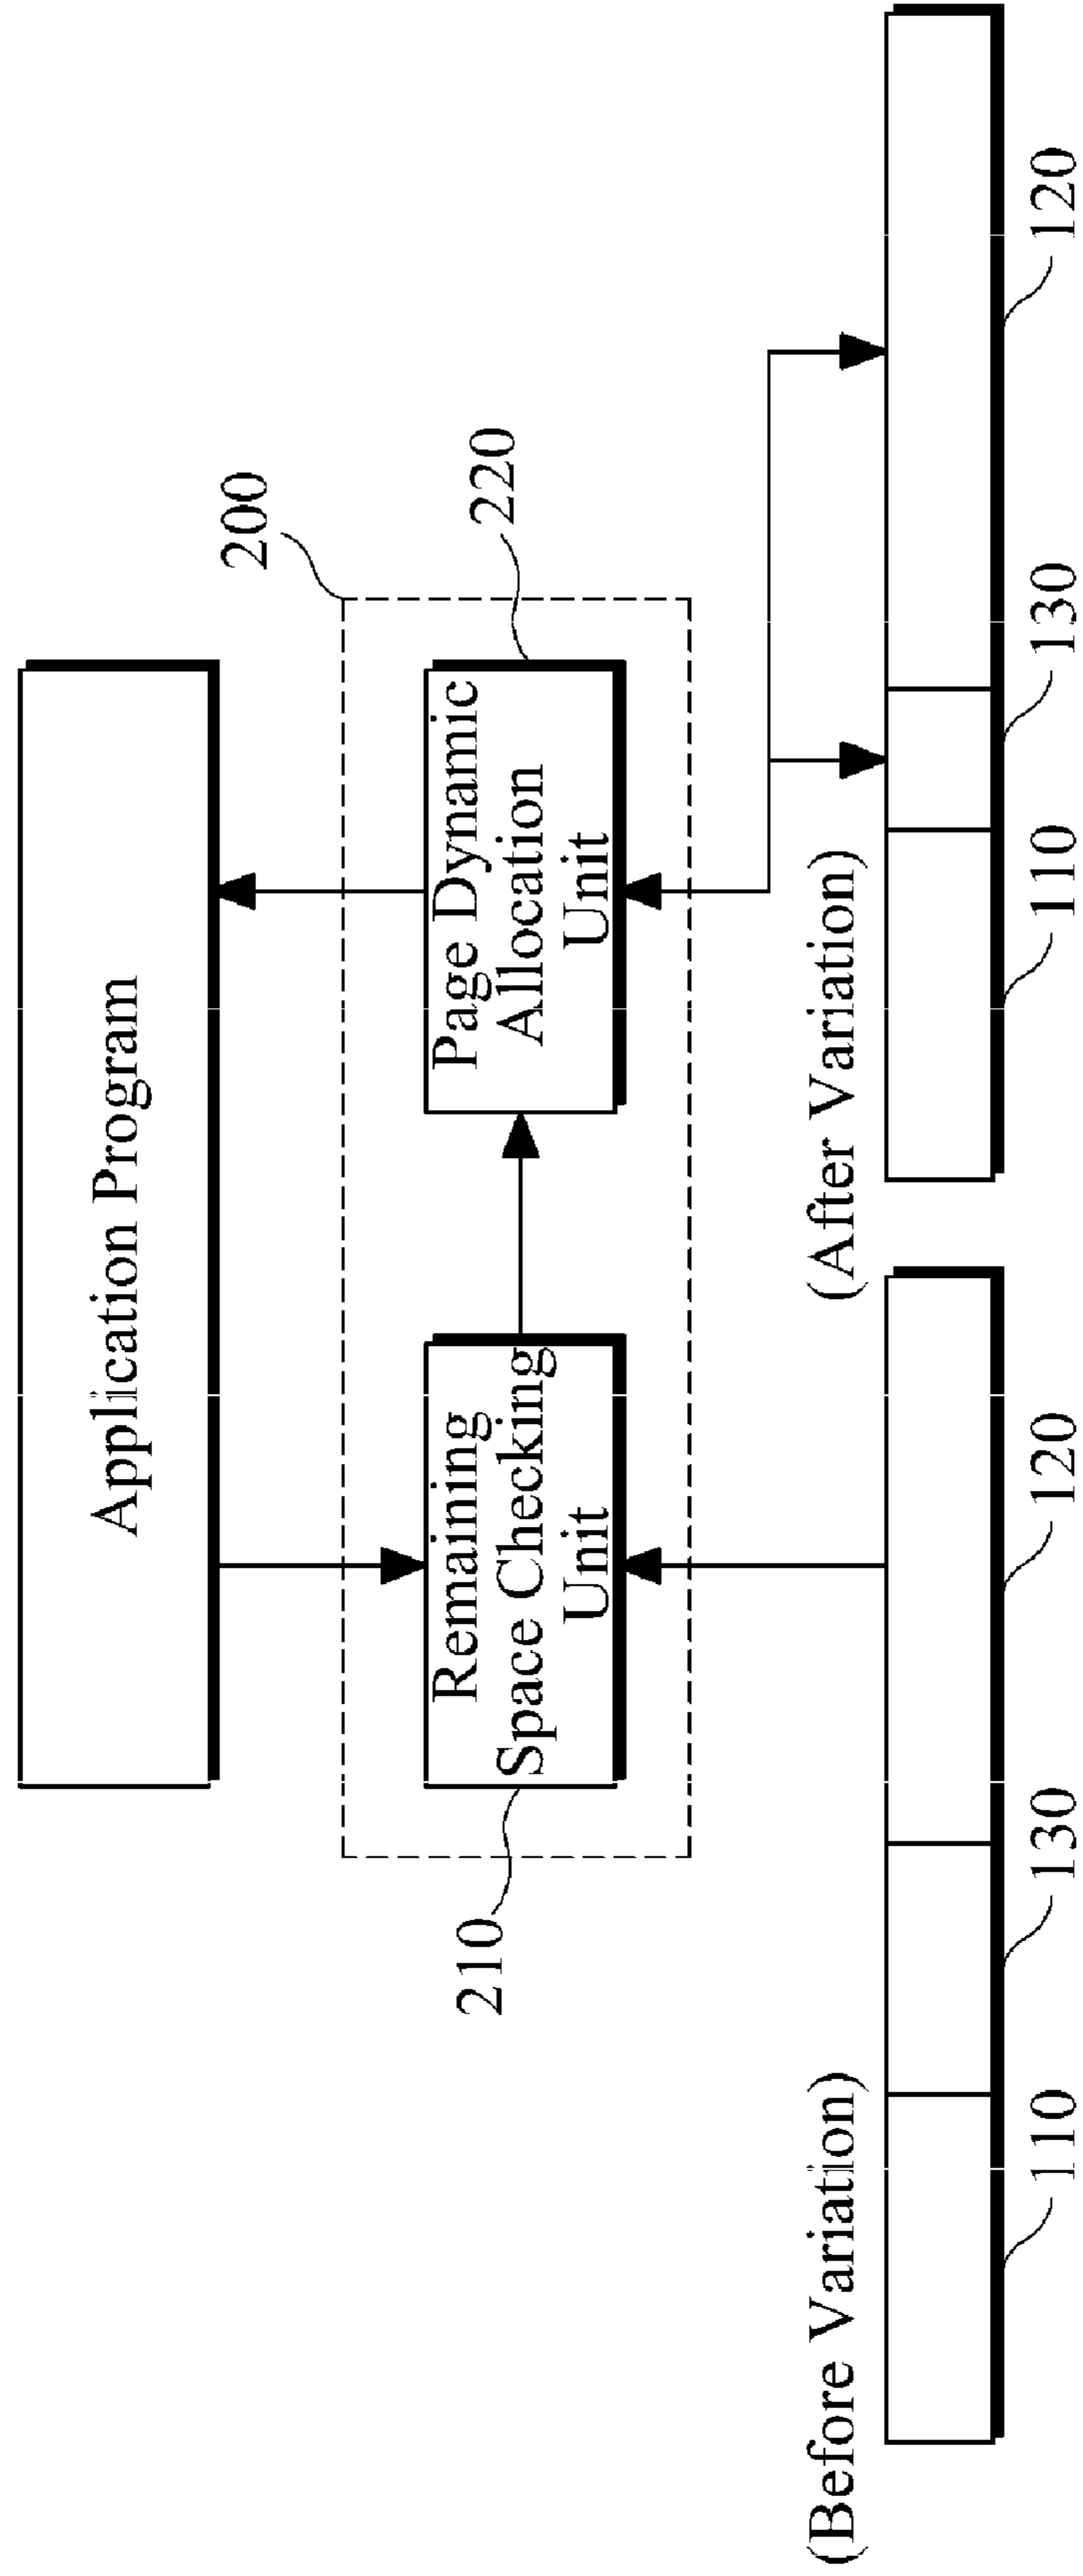 Application Program
200
210
Remaining
Space Checking
Unit
Page Dynamic
Allocation
Unit
220
(Before Variation)
(After Variation)
110
130
120
110
130
120